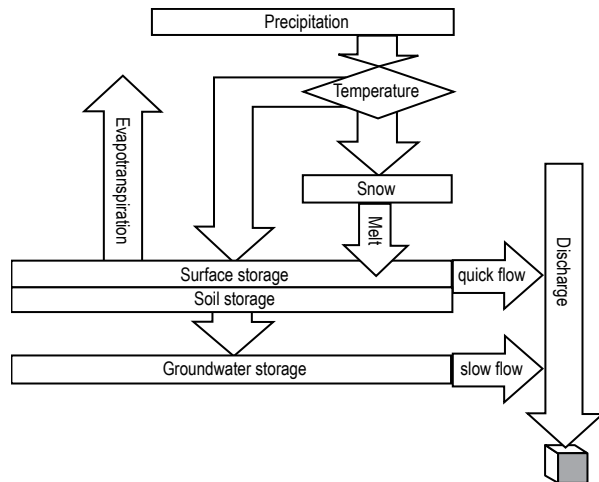 Precipitation
Temperature
Evapotranspiration
Snow
Melt
Discharge
Surface storage
quick flow
Soil storage
Groundwater storage
slow flow